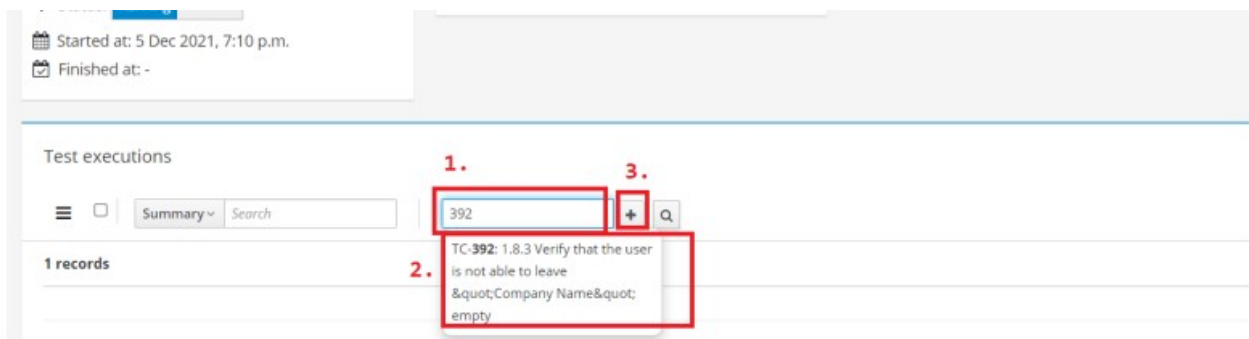 Started at: 5 Dec 2021, 7:10 p.m.
Finished at: -
Test executions
1.
3.
Summary
Search
392
+
1 records
2.
TC-392: 1.8.3 Verify that the user
is not able to leave
&quot;Company Name&quot;
empty